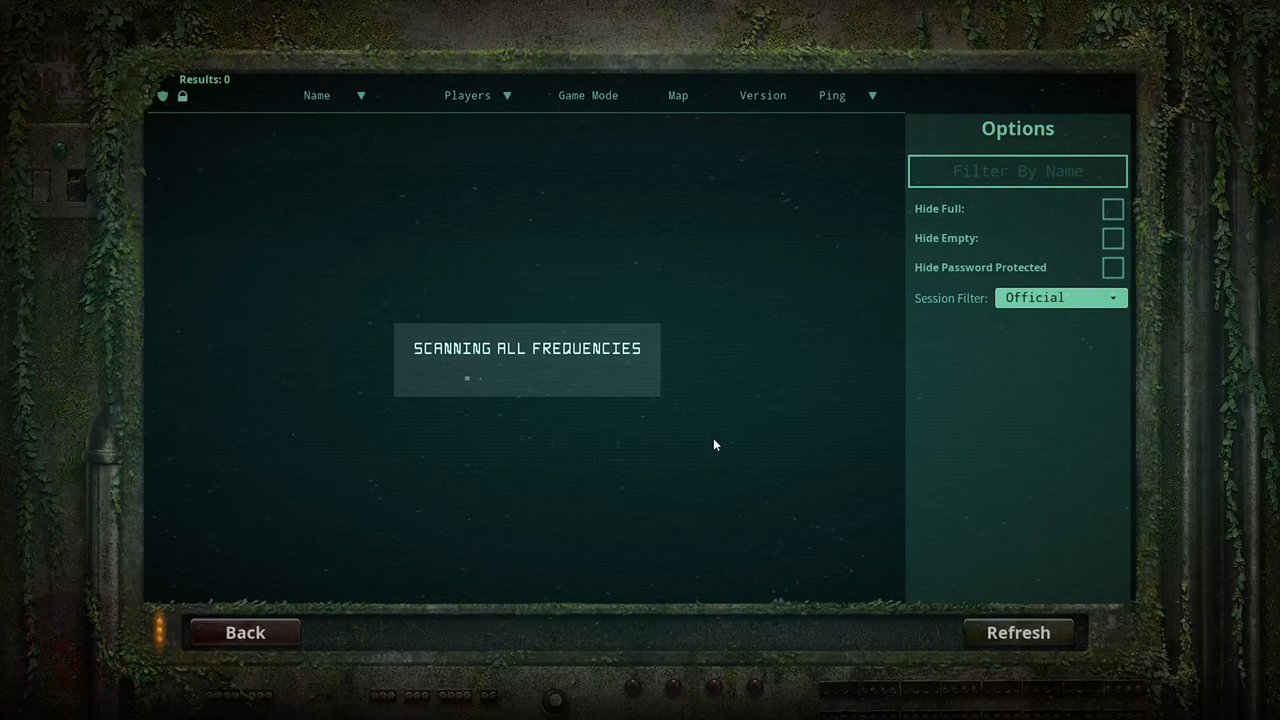 Results: 0
Name Players Game Mode Map Version Ping
Options
Filter By Name
Hide Full:
Hide Empty:
Hide Password Protected
Session Filter: Official
SCANNING ALL FREQUENCIES
Back
Refresh